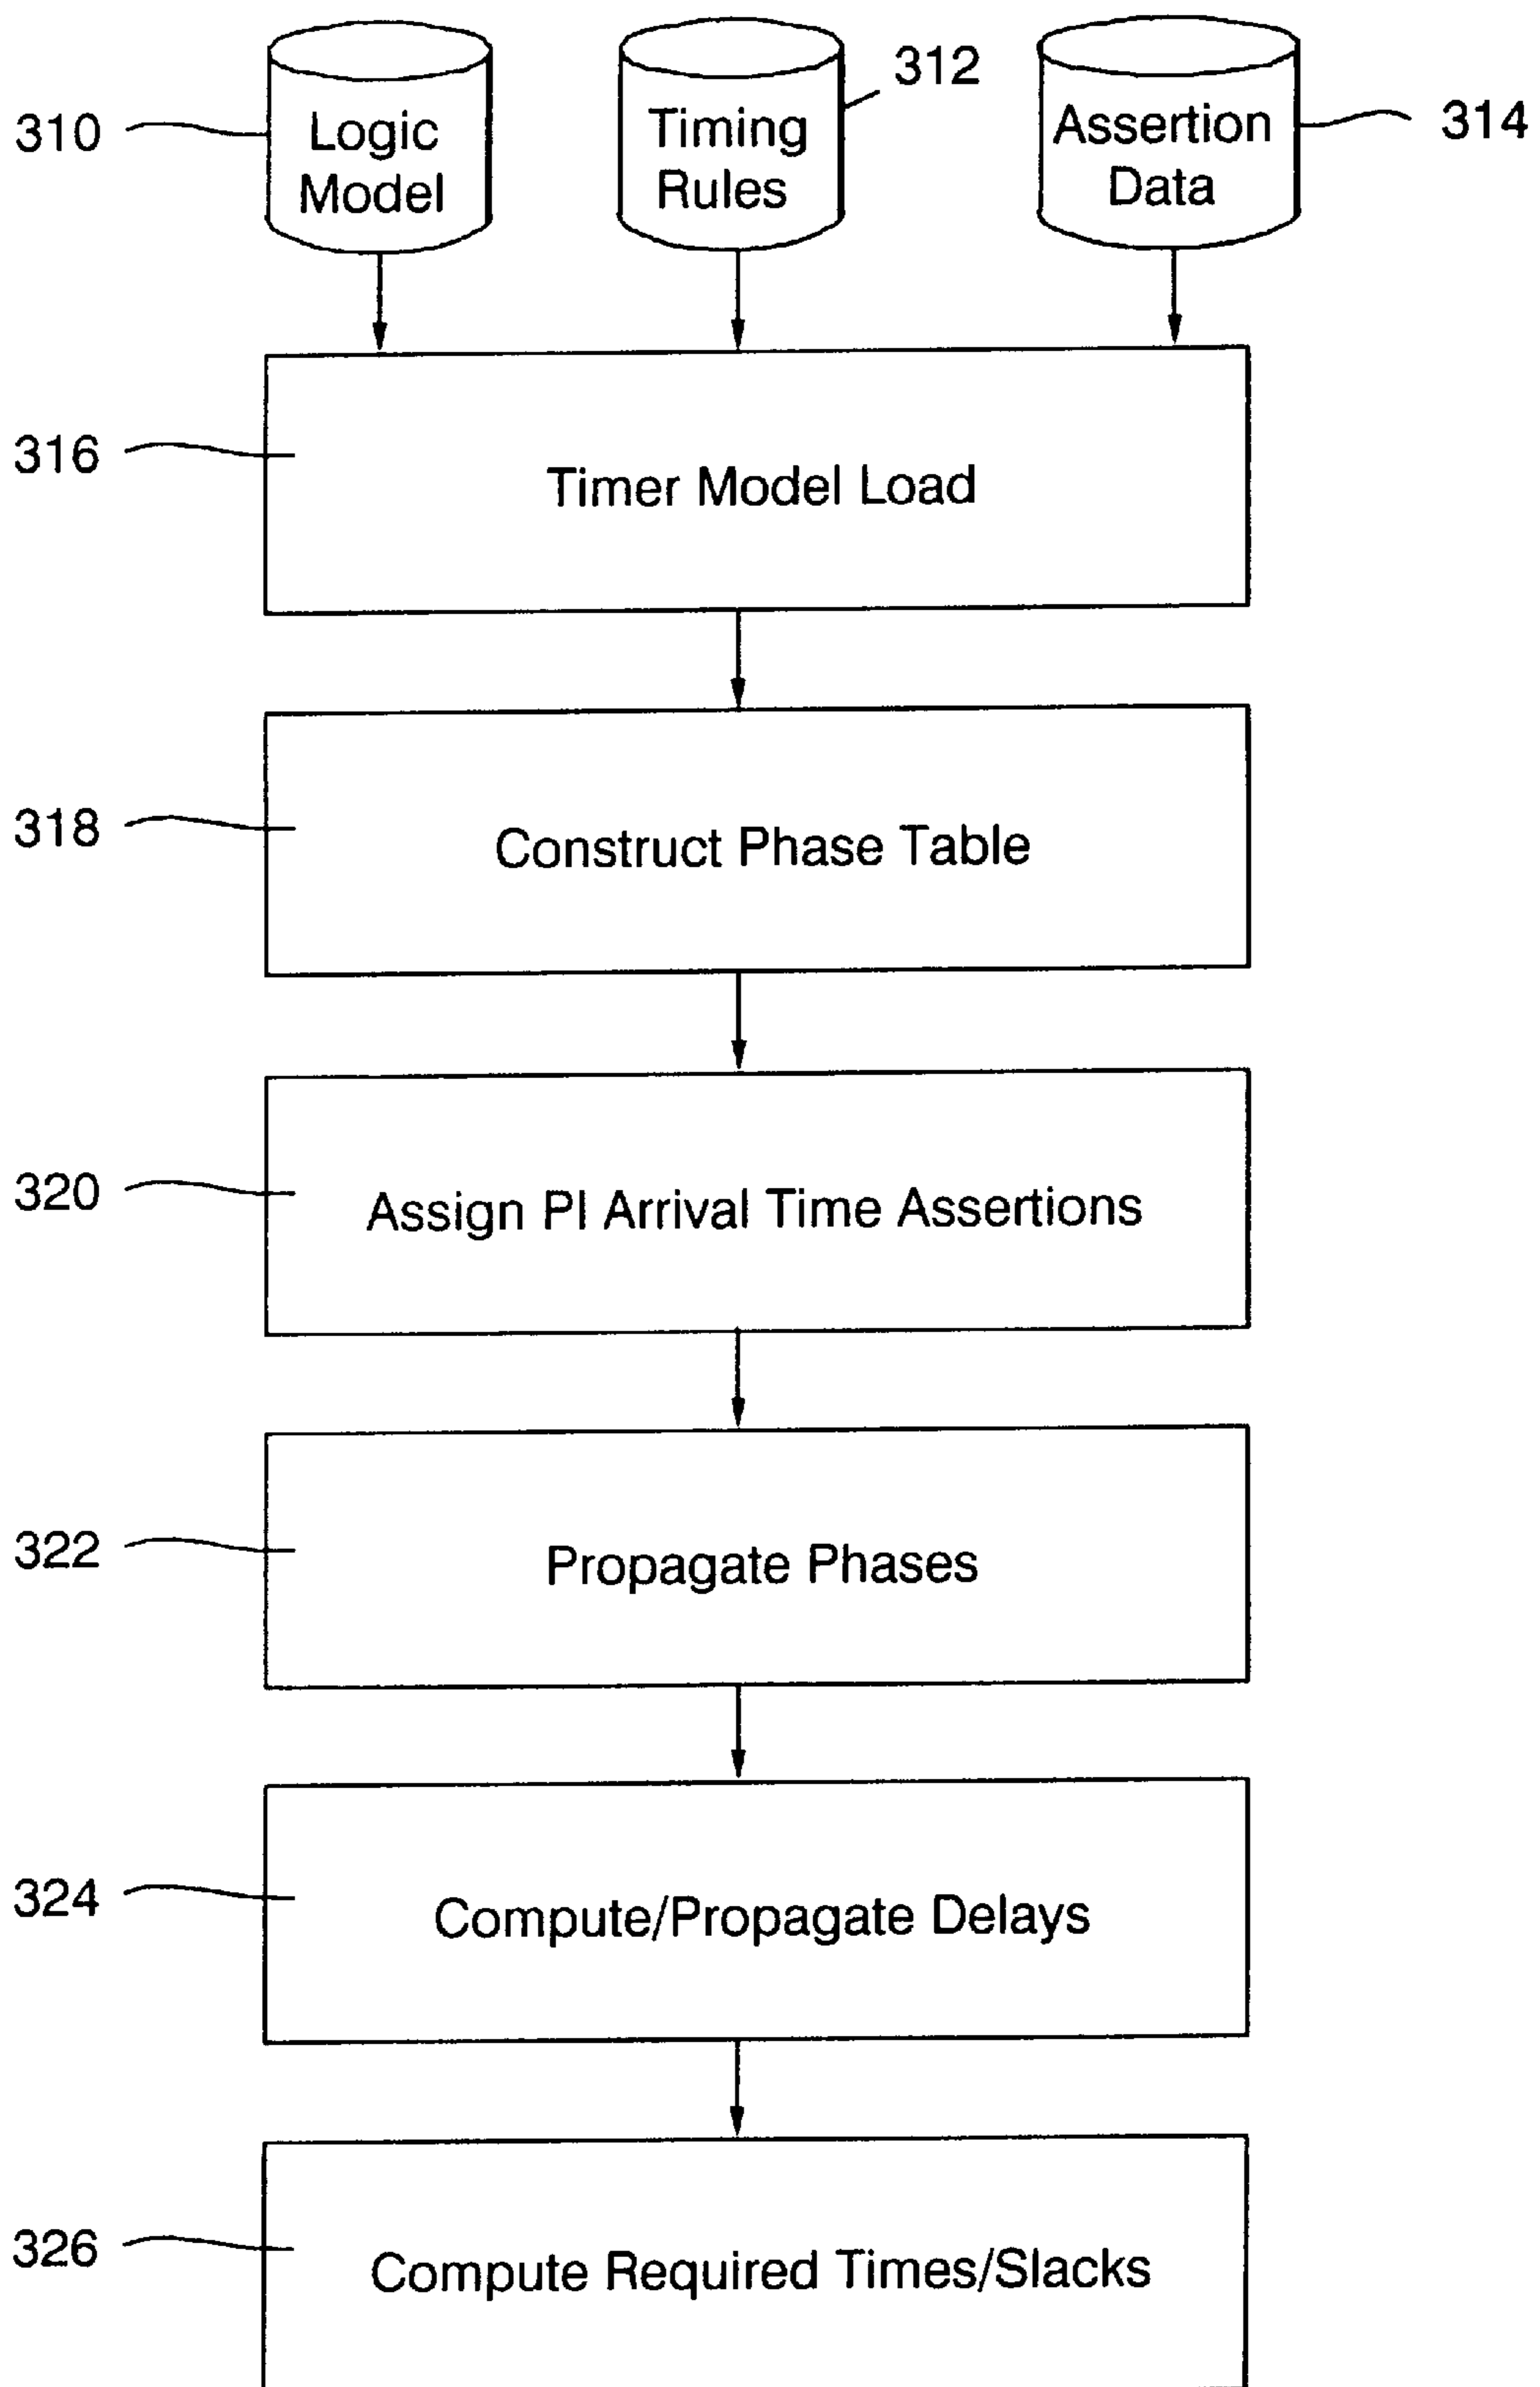 310
Logic
Model
Timing
Rules
312
Assertion
Data
314
316
Timer Model Load
318
Construct Phase Table
320
Assign PI Arrival Time Assertions
322
Propagate Phases
324
Compute/Propagate Delays
326
Compute Required Times/Slacks